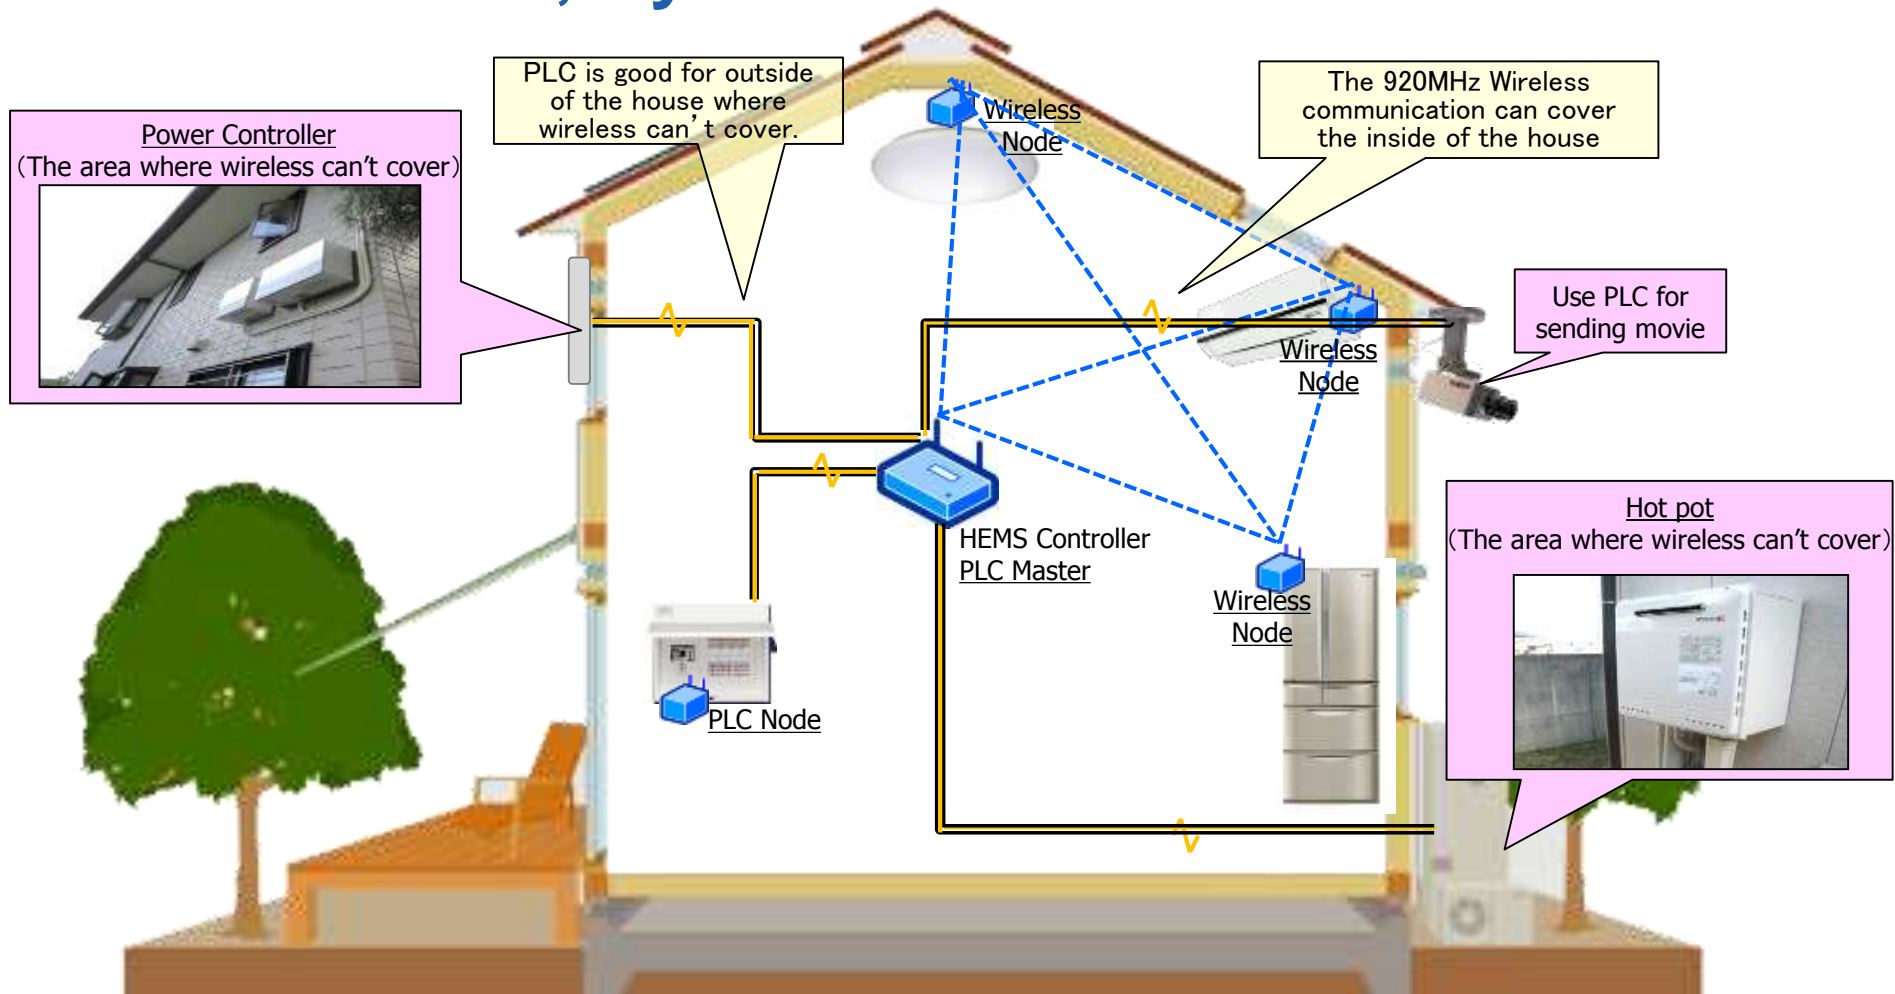 PLC is good for outside
of the house where
wireless can't cover.
The 920MHz Wireless
communication can cover
the inside of the house
Power Controller
(The area where wireless can't cover)
Wireless
Node
Use PLC for
sending movie
Wireless
Node
HEMS Controller
PLC Master
Wireless
Node
PLC Node
Hot pot
(The area where wireless can't cover)